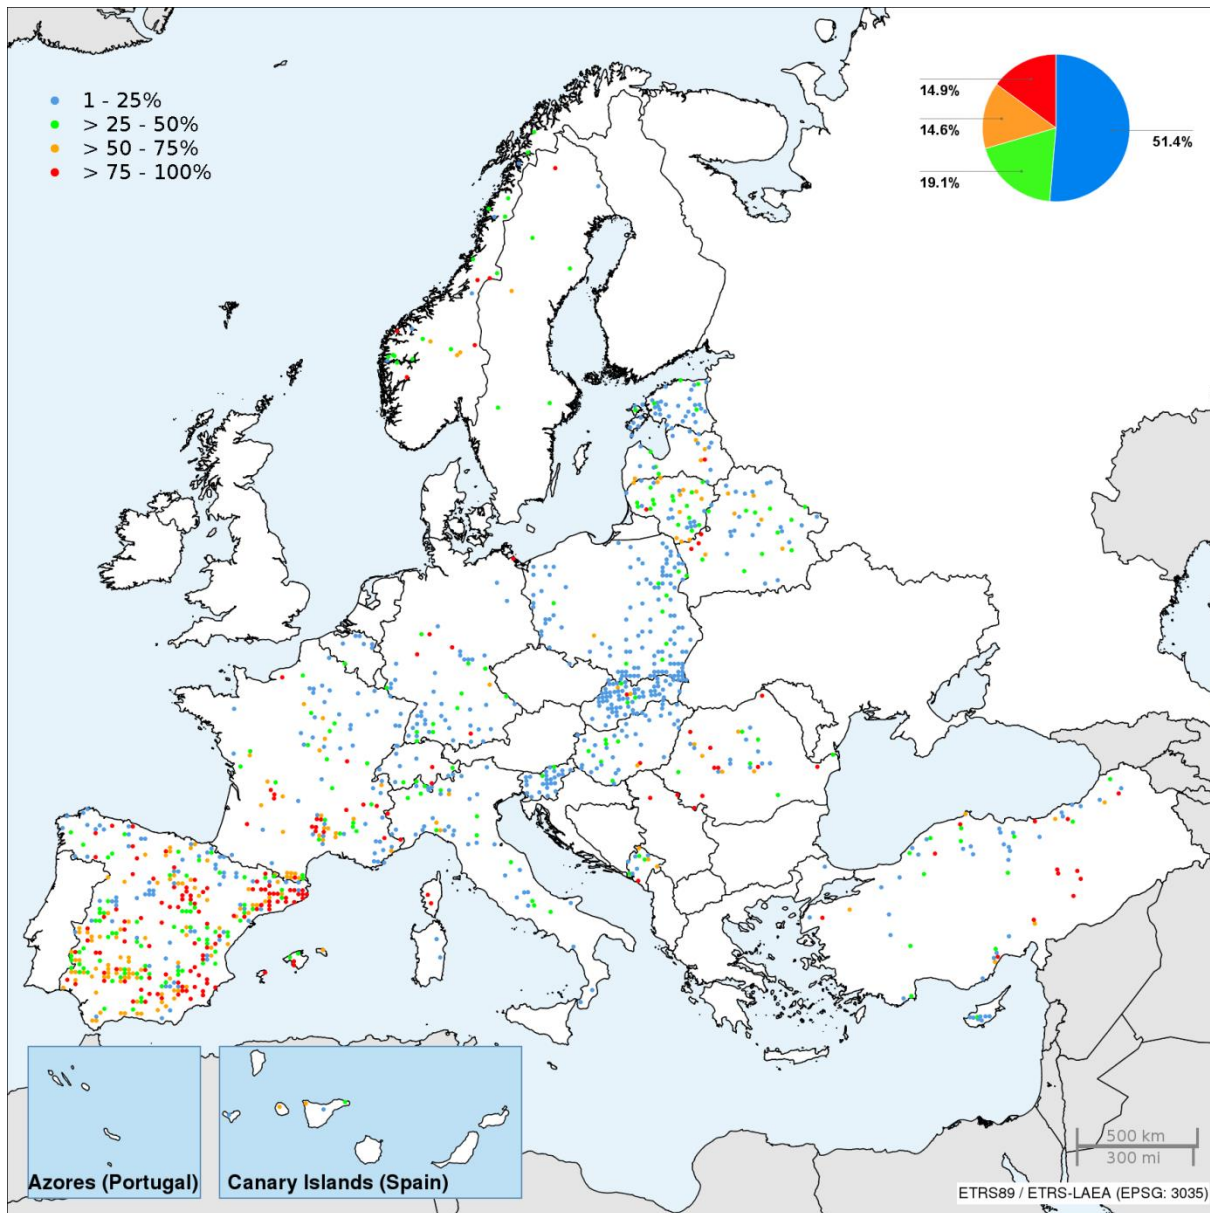 1 - 25%
> 25 - 50%
> 50 - 75%
> 75 - 100%
14.9%
14.6%
51.4%
19.1%
Azores (Portugal)
Canary Islands (Spain)
500 km
300 mi
ETRS89 / ETRS-LAEA (EPSG: 3035)